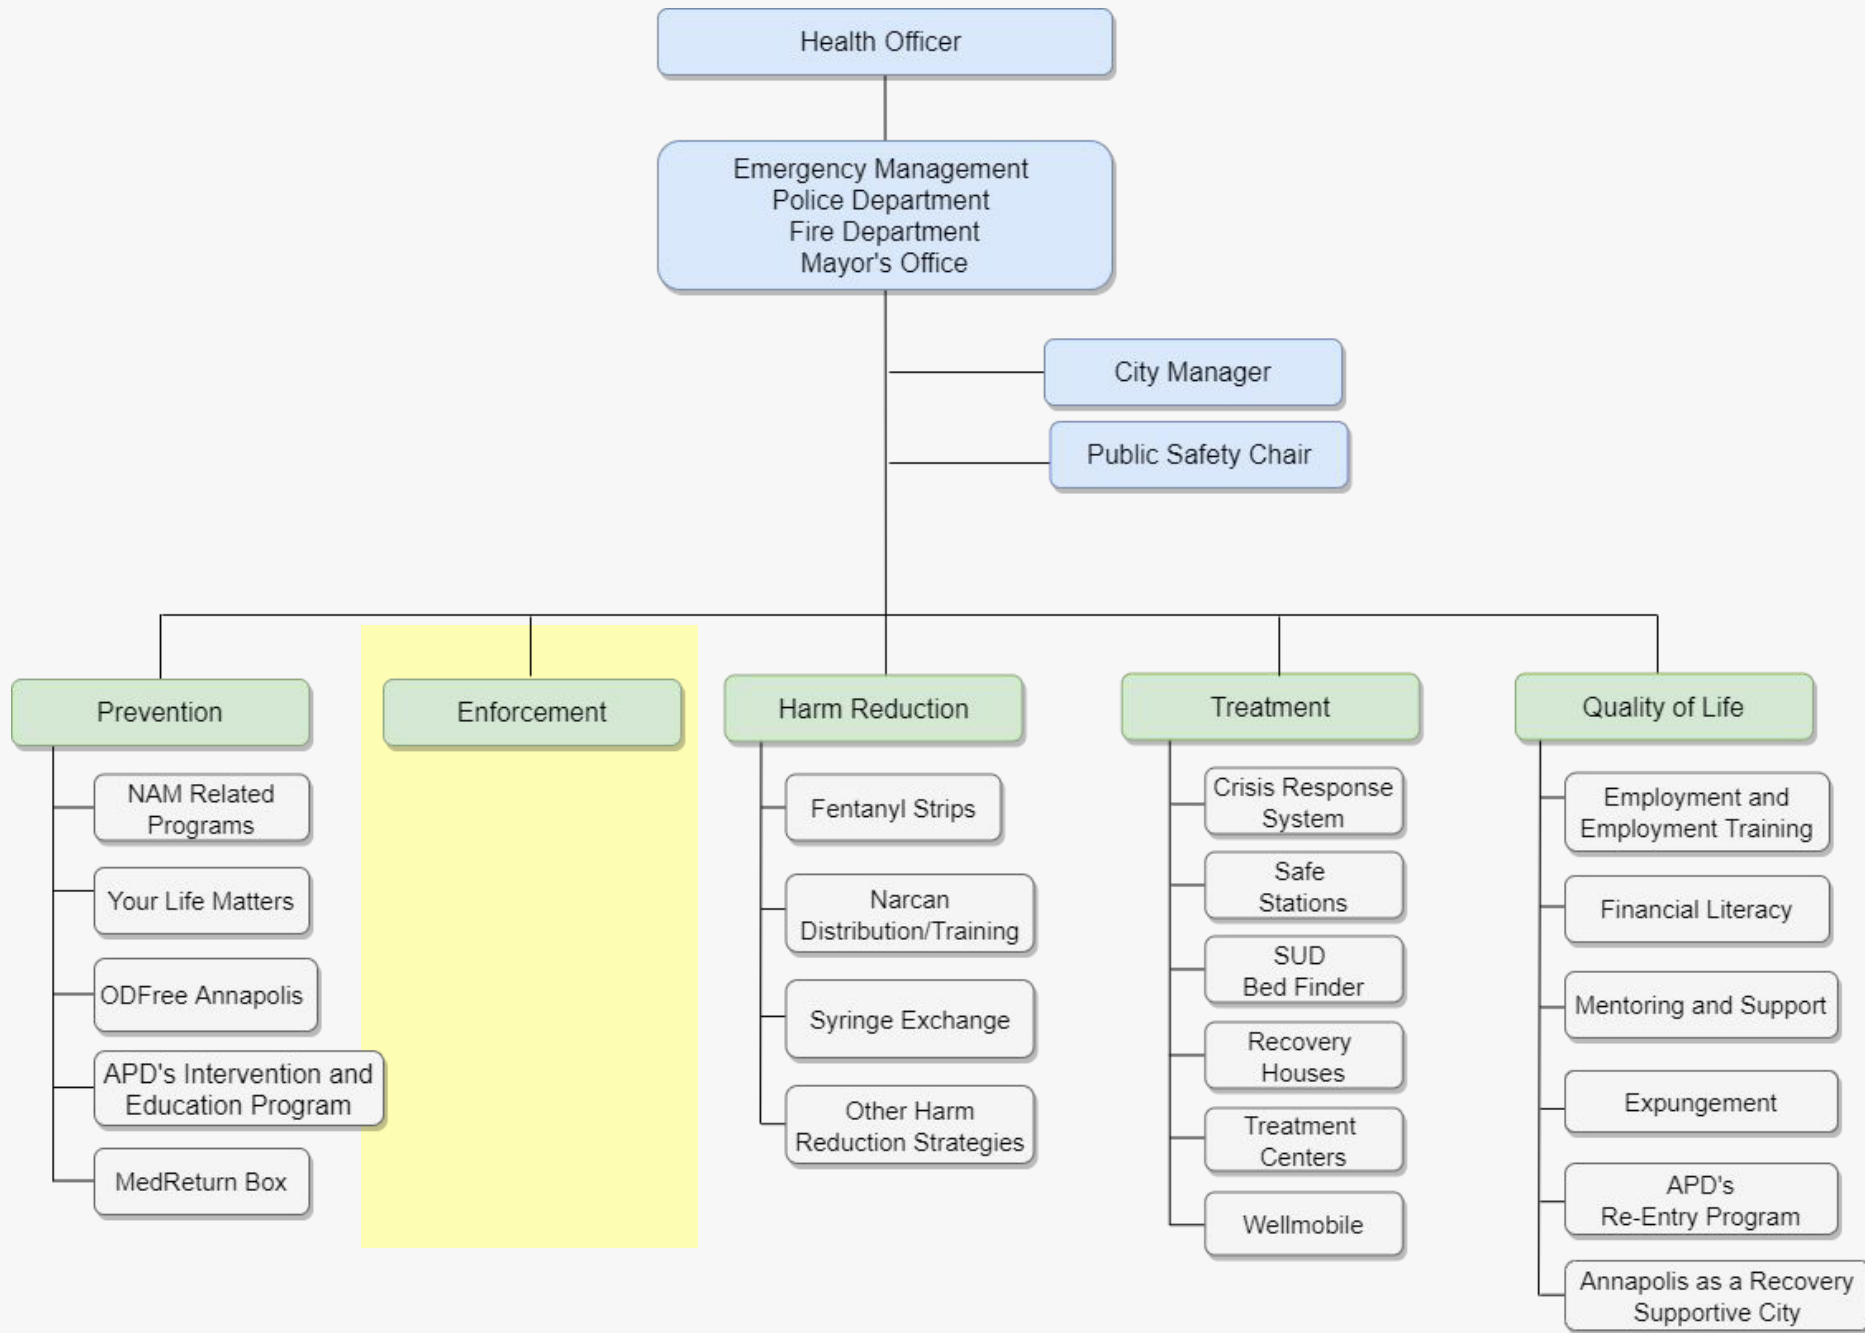 Health Officer
Emergency Management
Police Department
Fire Department
Mayor's Office
City Manager
Public Safety Chair
Prevention
NAM Related
Programs
Your Life Matters
ODFree Annapolis
APD's Intervention and
Education Program
MedReturn Box
Enforcement
Harm Reduction
Fentanyl Strips
Narcan
Distribution/Training
Syringe Exchange
Other Harm
Reduction Strategies
Treatment
Crisis Response
System
Safe
Stations
SUD
Bed Finder
Recovery
Houses
Treatment
Centers
Wellmobile
Quality of Life
Employment and
Employment Training
Financial Literacy
Mentoring and Support
Expungement
APD's
Re-Entry Program
Annapolis as a Recovery
Supportive City